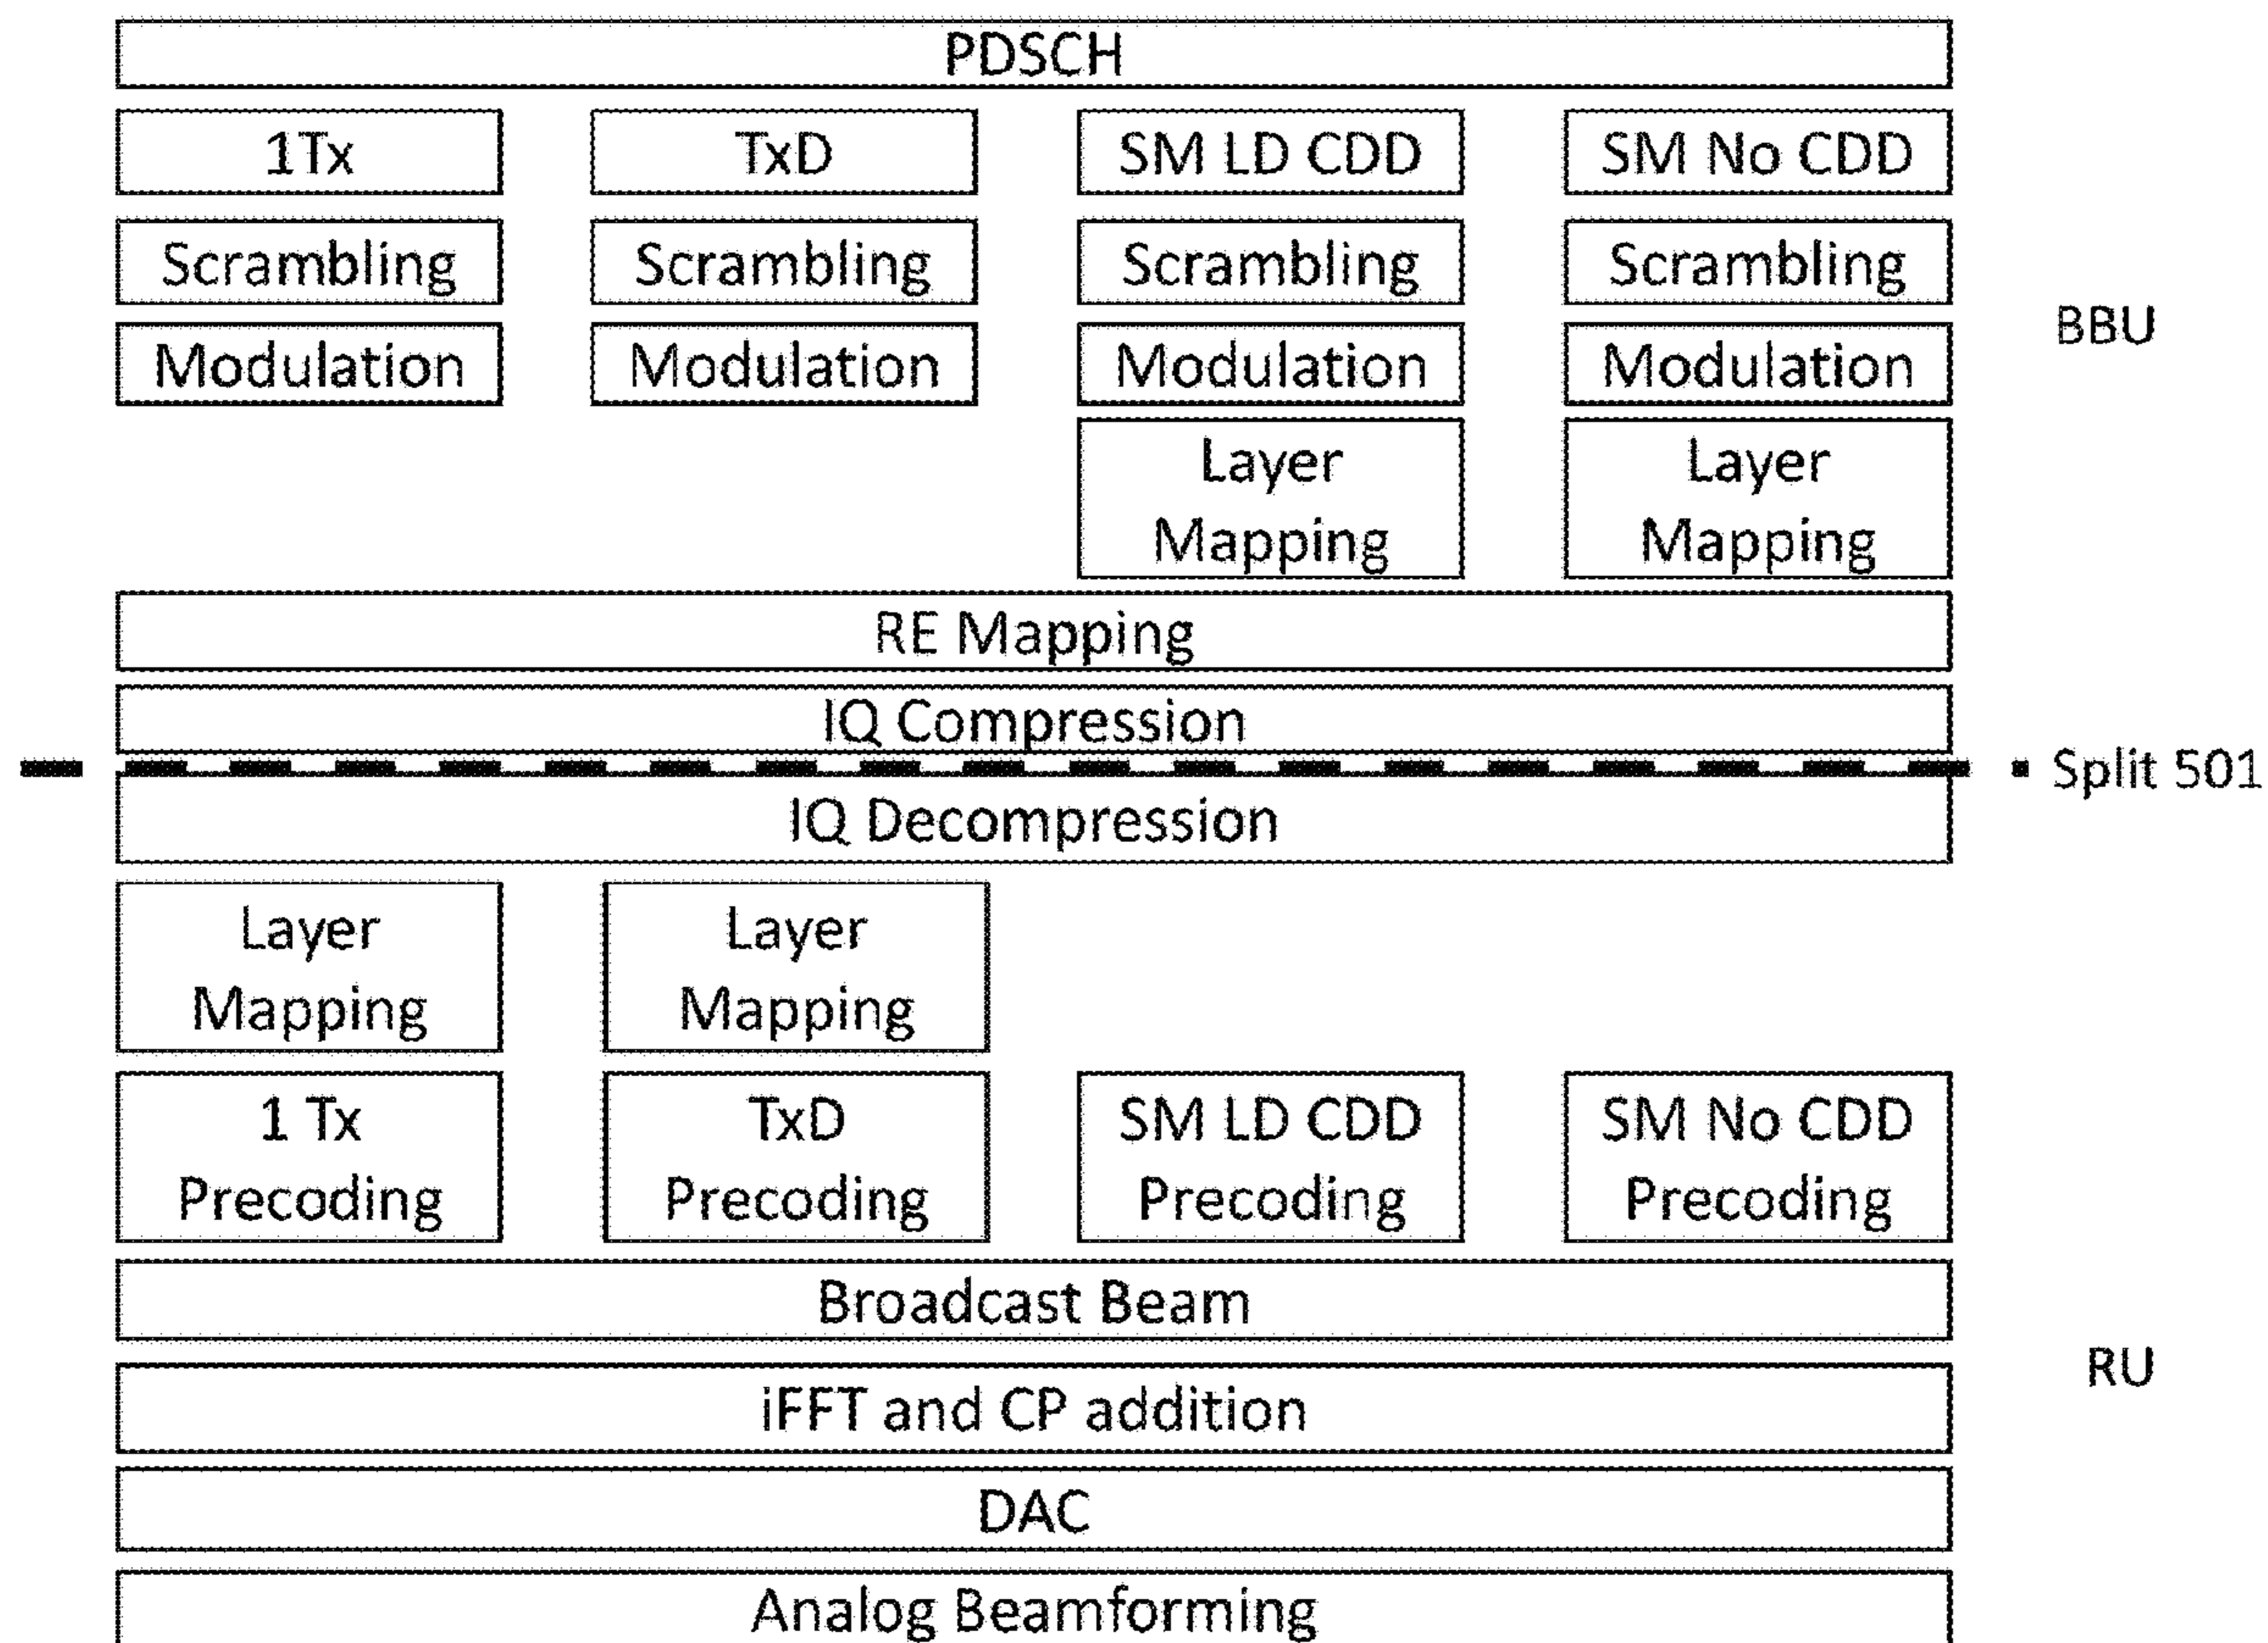 PDSCH
1Tx
TxD
SM LD CDD
SM No CDD
Scrambling
Scrambling
Scrambling
Scrambling
BBU
Modulation
Modulation
Modulation
Modulation
Layer
Mapping
Layer
Mapping
RE Mapping
IQ Compression
Split 501
IQ Decompression
Layer
Mapping
Layer
Mapping
1 Tx
Precoding
TxD
Precoding
SM LD CDD
Precoding
SM No CDD
Precoding
Broadcast Beam
RU
iFFT and CP addition
DAC
Analog Beamforming